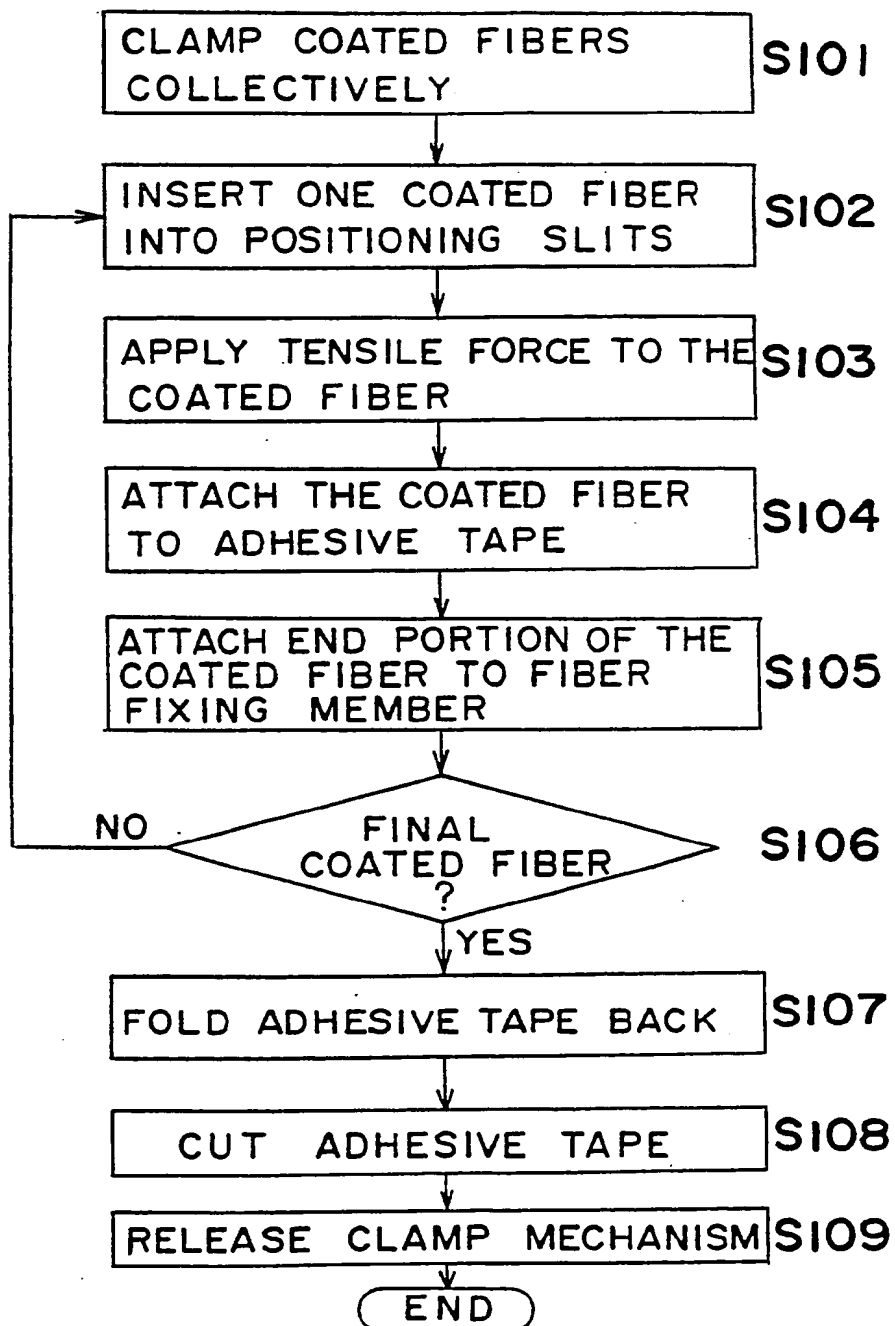 CLAMP COATED FIBERS
COLLECTIVELY
S101
INSERT ONE COATED FIBER
INTO POSITIONING SLITS
S102
APPLY TENSILE FORCE TO THE
COATED FIBER
S103
ATTACH THE COATED FIBER
TO ADHESIVE TAPE
S104
ATTACH END PORTION OF THE
COATED FIBER TO FIBER
FIXING MEMBER
S105
NO
FINAL
COATED FIBER
?
S106
YES
FOLD ADHESIVE TAPE BACK
S107
CUT ADHESIVE TAPE
S108
RELEASE CLAMP MECHANISM
S109
END